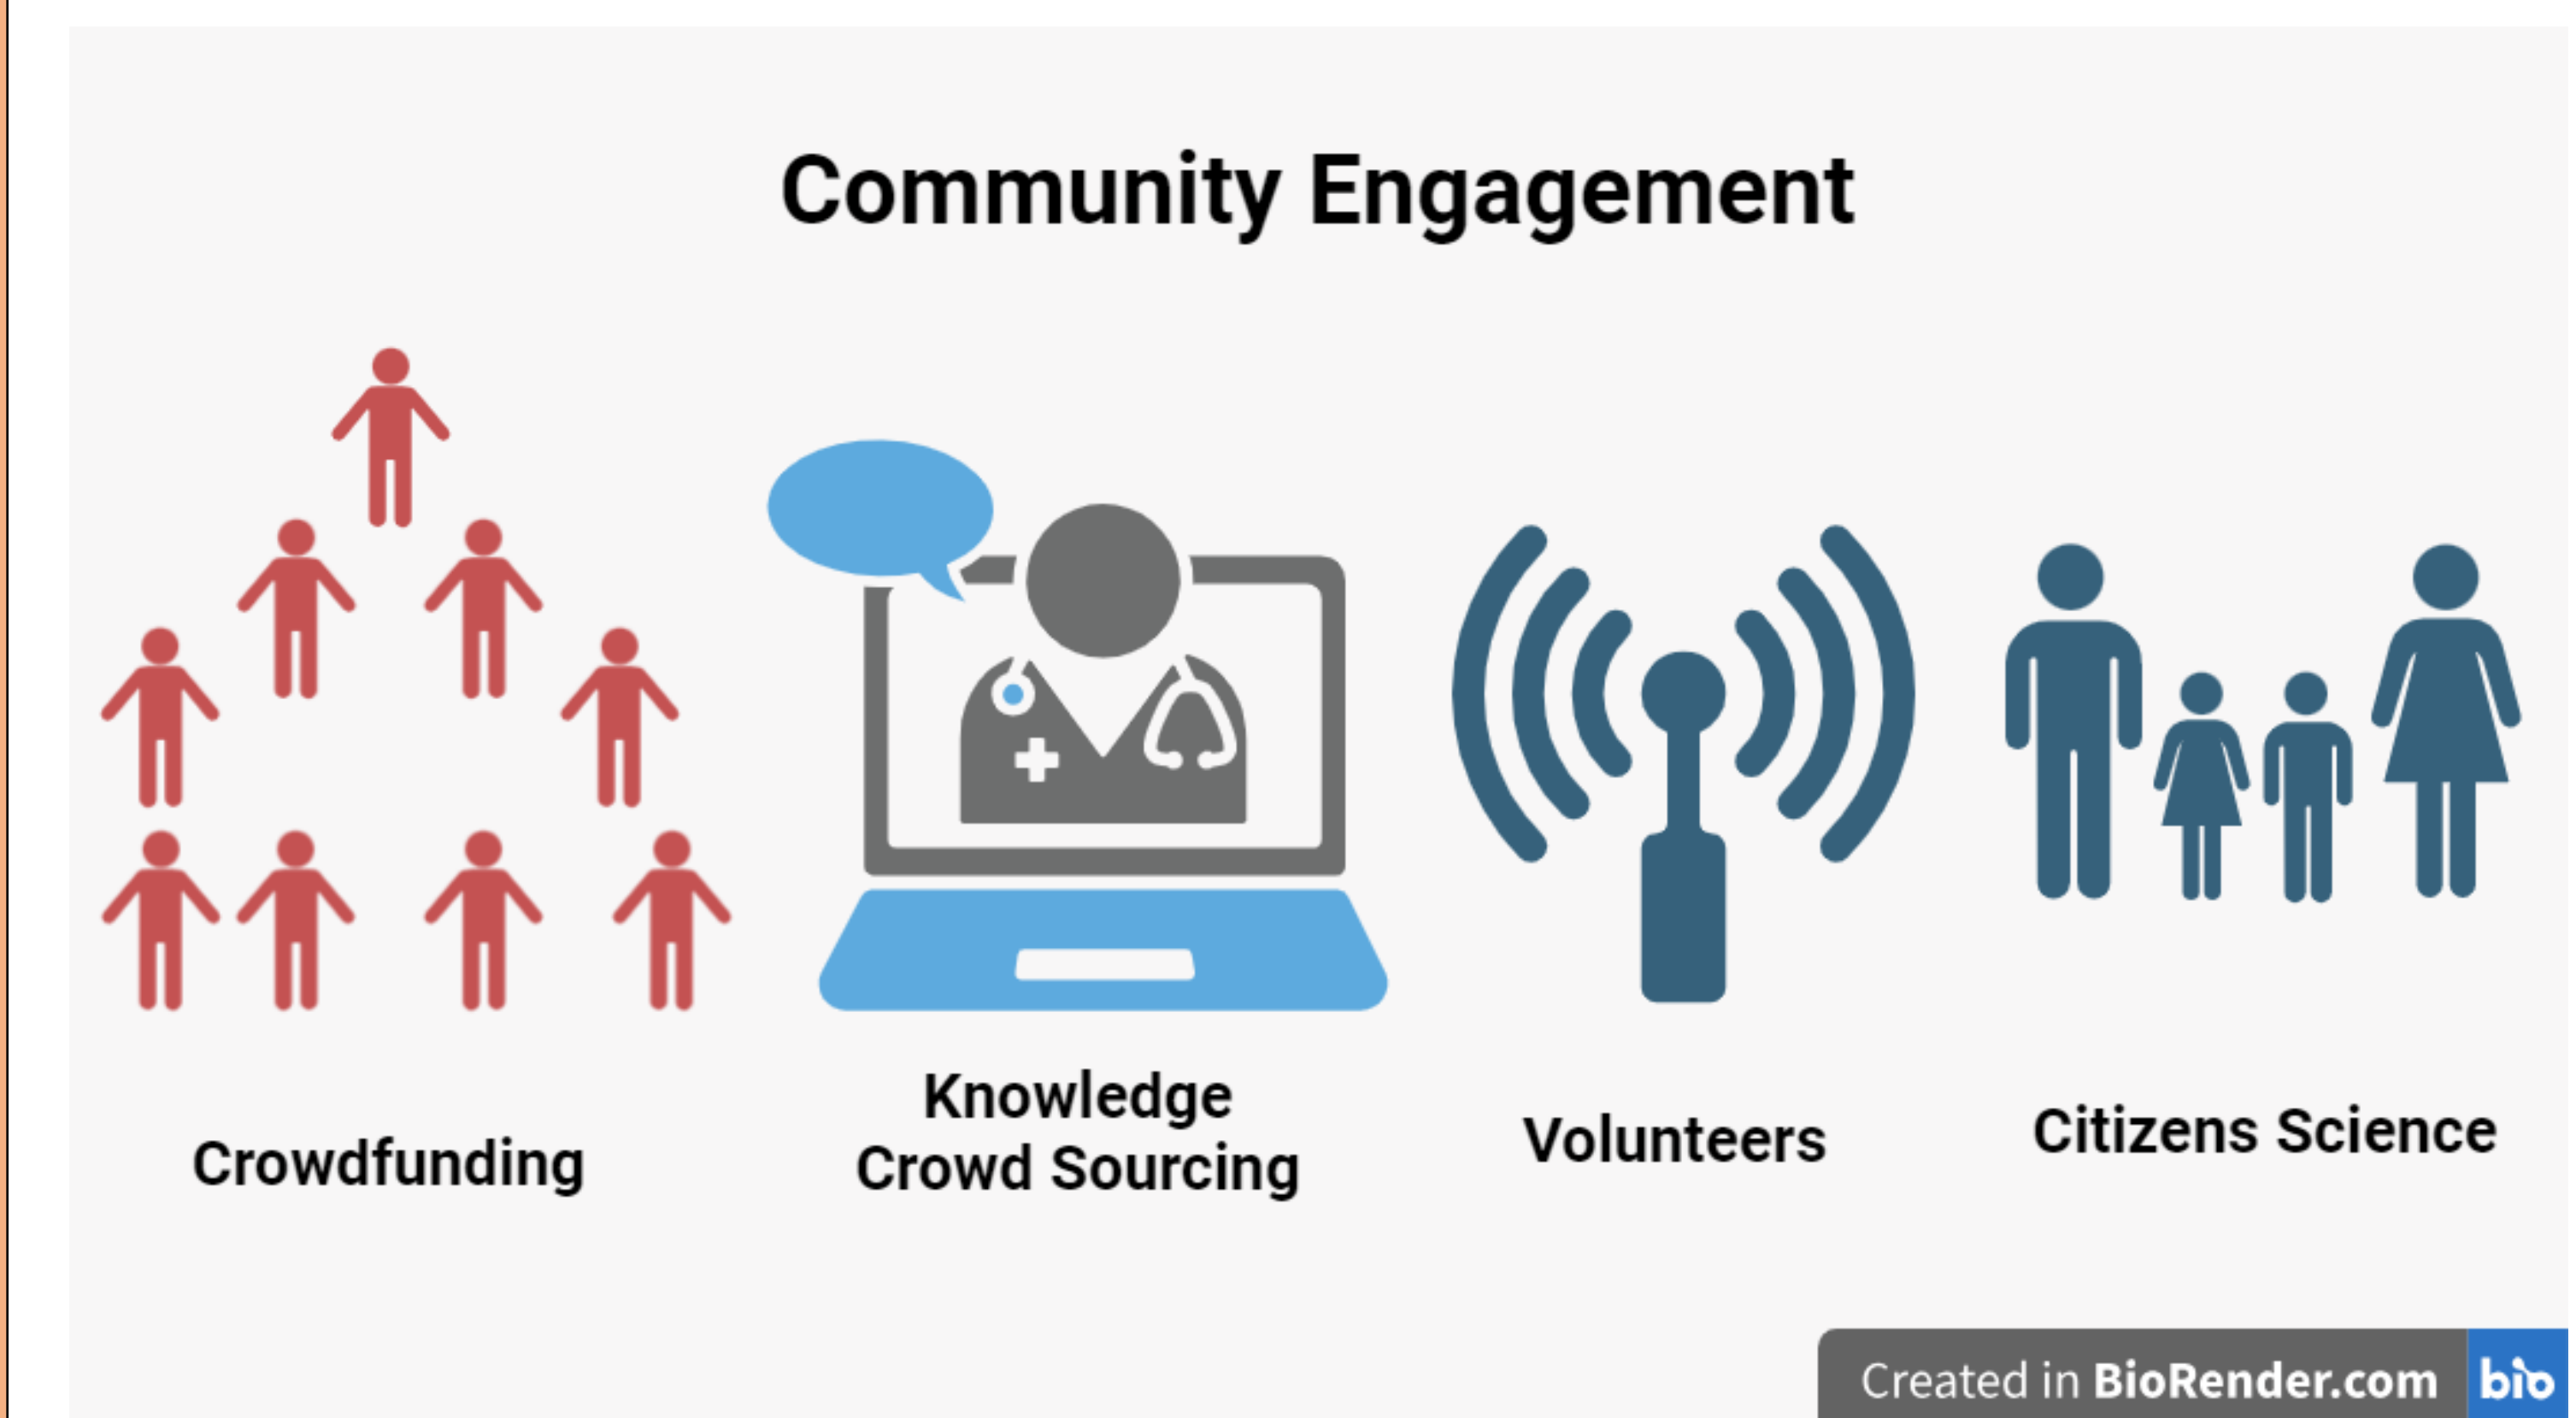 Community Engagement
Crowdfunding
Knowledge
Crowd Sourcing
Volunteers
Citizens Science
Created in BioRender.com bio